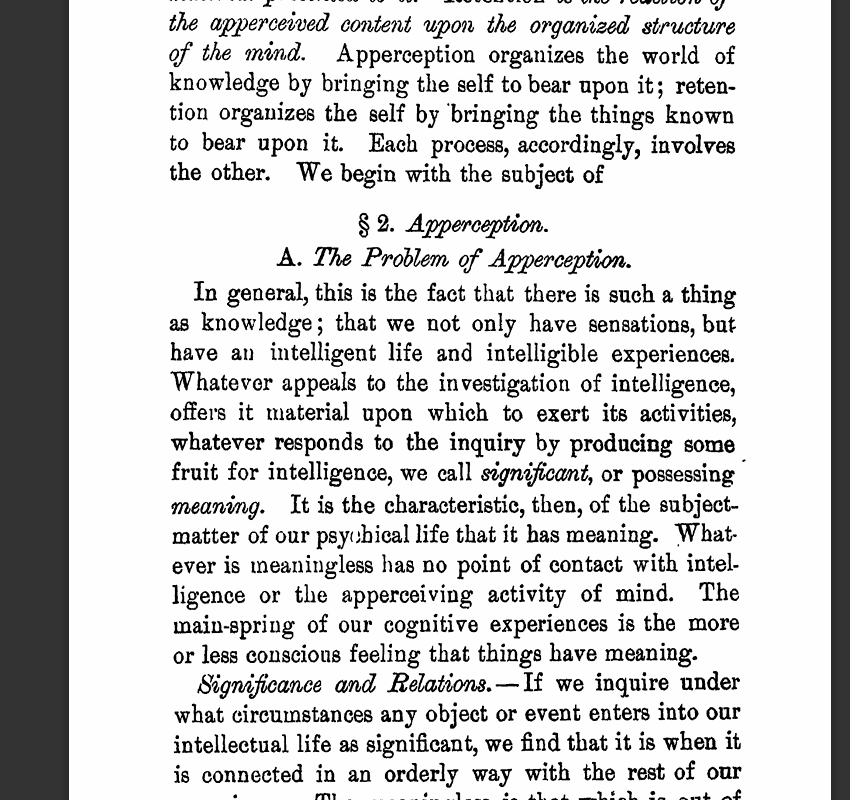 the apperceived content upon the organized structure
of the mind. Apperception organizes the world of
knowledge by bringing the self to bear upon it; reten-
tion organizes the self by bringing the things known
to bear upon it. Each process, accordingly, involves
the other. We begin with the subject of
§ 2. Apperception.
A. The Problem of Apperception.
In general, this is the fact that there is such a thing
as knowledge; that we not only have sensations, but
have an intelligent life and intelligible experiences.
Whatever appeals to the investigation of intelligence,
offers it material upon which to exert its activities,
whatever responds to the inquiry by producing some
fruit for intelligence, we call significant, or possessing
meaning. It is the characteristic, then, of the subject-
matter of our psychical life that it has meaning. What-
ever is meaningless has no point of contact with intel-
ligence or the apperceiving activity of mind. The
main-spring of our cognitive experiences is the more
or less conscious feeling that things have meaning.
Significance and Relations.—If we inquire under
what circumstances any object or event enters into our
intellectual life as significant, we find that it is when it
is connected in an orderly way with the rest of our